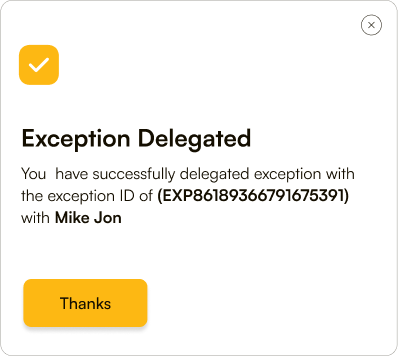 Exception Delegated
You  have successfully delegated exception with
the exception ID of (EXP86189366791675391)
with Mike Jon
Thanks